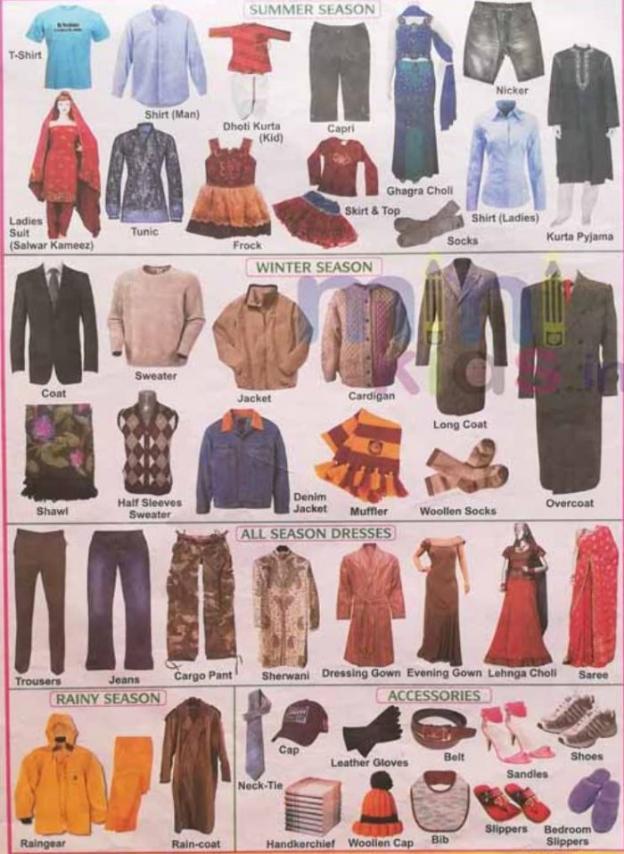 SUMMER SEASON
T-Shirt
Shirt (Man)
Dhoti Kurta
(Kid)
Capri
Ghagra Choli
Nicker
Ladies
Suit
(Salwar Kameez)
Tunic
Frock
Skirt & Top
Socks
Shirt (Ladies)
Kurta Pyjama
WINTER SEASON
mini
kids.in
Coat
Sweater
Jacket
Cardigan
Long Coat
Shawl
Half Sleeves
Sweater
Denim
Jacket
Muffler
Woollen Socks
Overcoat
ALL SEASON DRESSES
Trousers
Jeans
Cargo Pant
Sherwani
Dressing Gown
Evening Gown
Lehnga Choli
Saree
RAINY SEASON
Raingear
Rain-coat
ACCESSORIES
Neck-Tie
Cap
Leather Gloves
Belt
Sandles
Shoes
Handkerchief
Woollen Cap
Bib
Slippers
Bedroom
Slippers